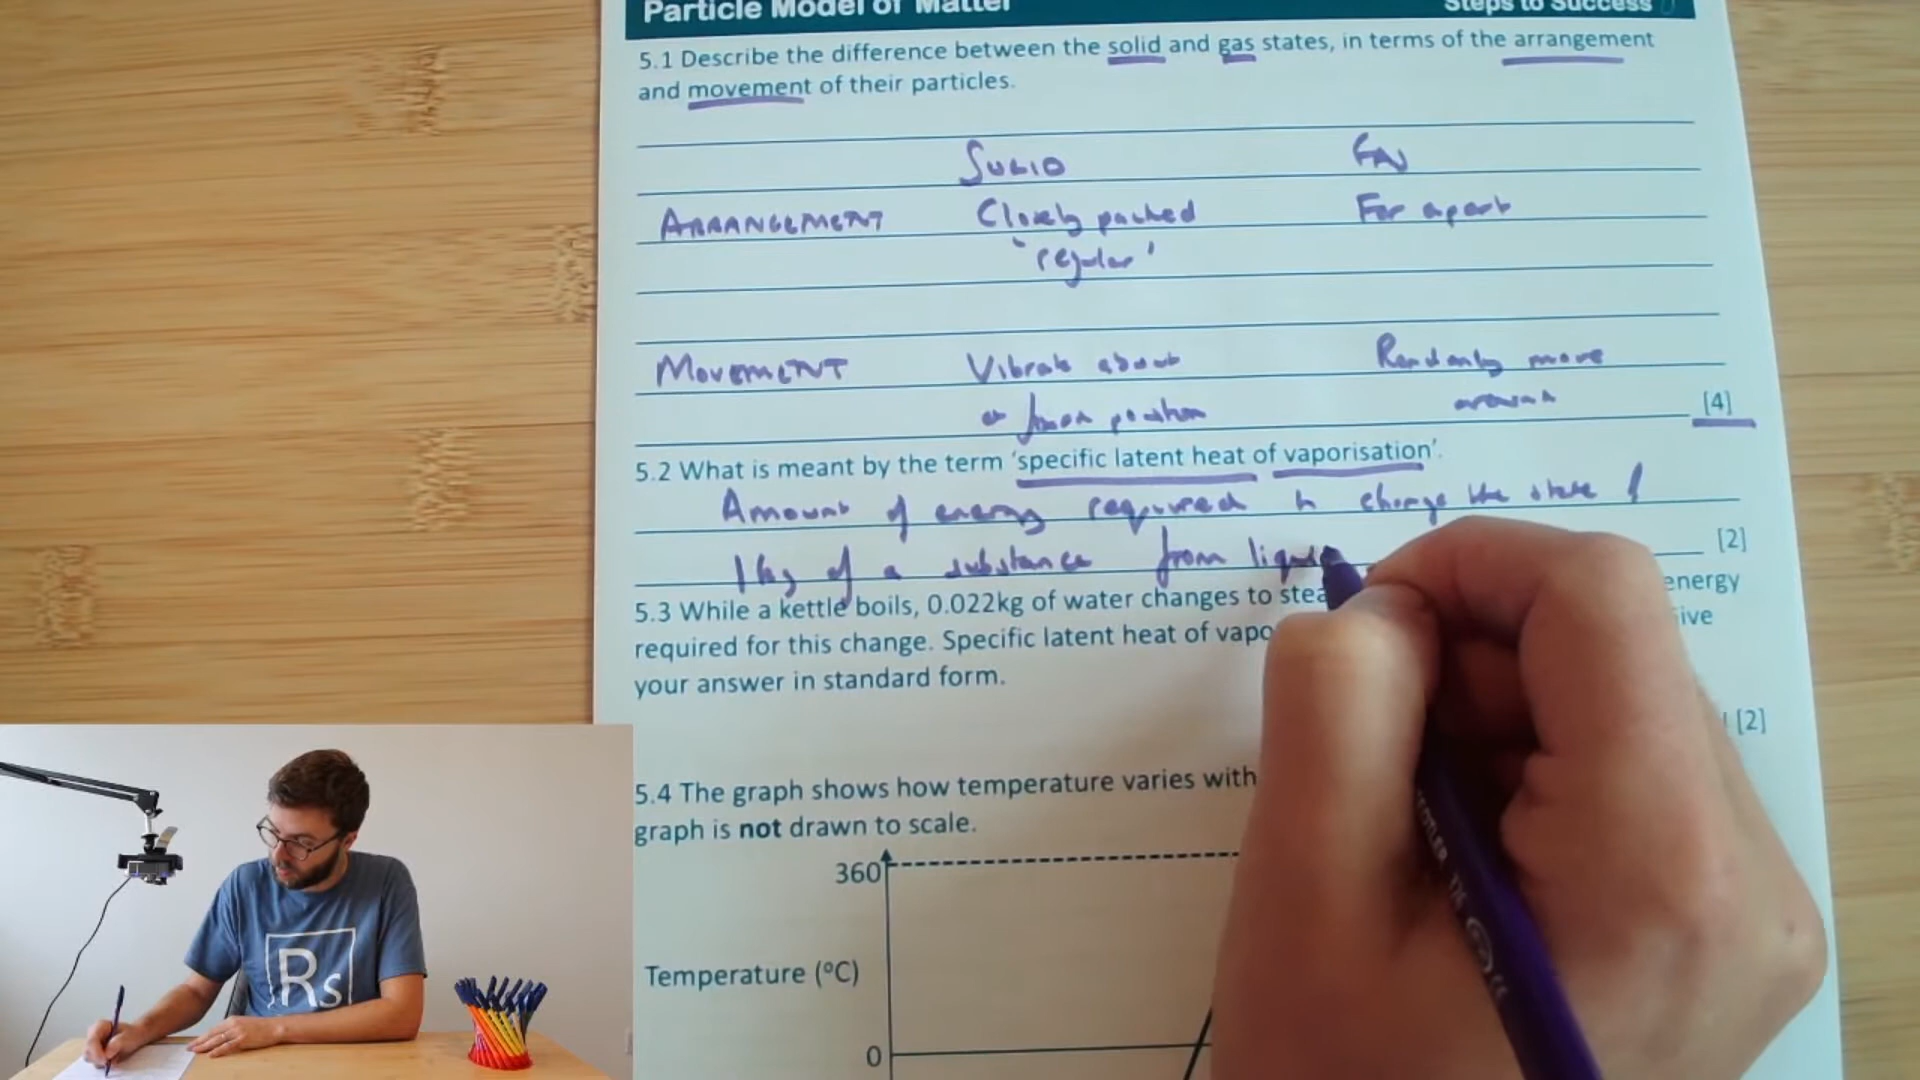 Particle Model of Matter
Steps to Success
5.1 Describe the difference between the solid and gas states, in terms of the arrangement
and movement of their particles.
SOLID GAS
ARRANGEMENT Closely packed Far apart
'regular'
MOVEMENT Vibrate about Randomly move
a fixed position around [4]
5.2 What is meant by the term 'specific latent heat of vaporisation'.
Amount of energy required to change the state of
1kg of a substance from liquid
[2]
5.3 While a kettle boils, 0.022kg of water changes to stea energy
required for this change. Specific latent heat of vapo ive
your answer in standard form.
[2]
5.4 The graph shows how temperature varies with
graph is not drawn to scale.
360
Temperature (°C)
0
Rs